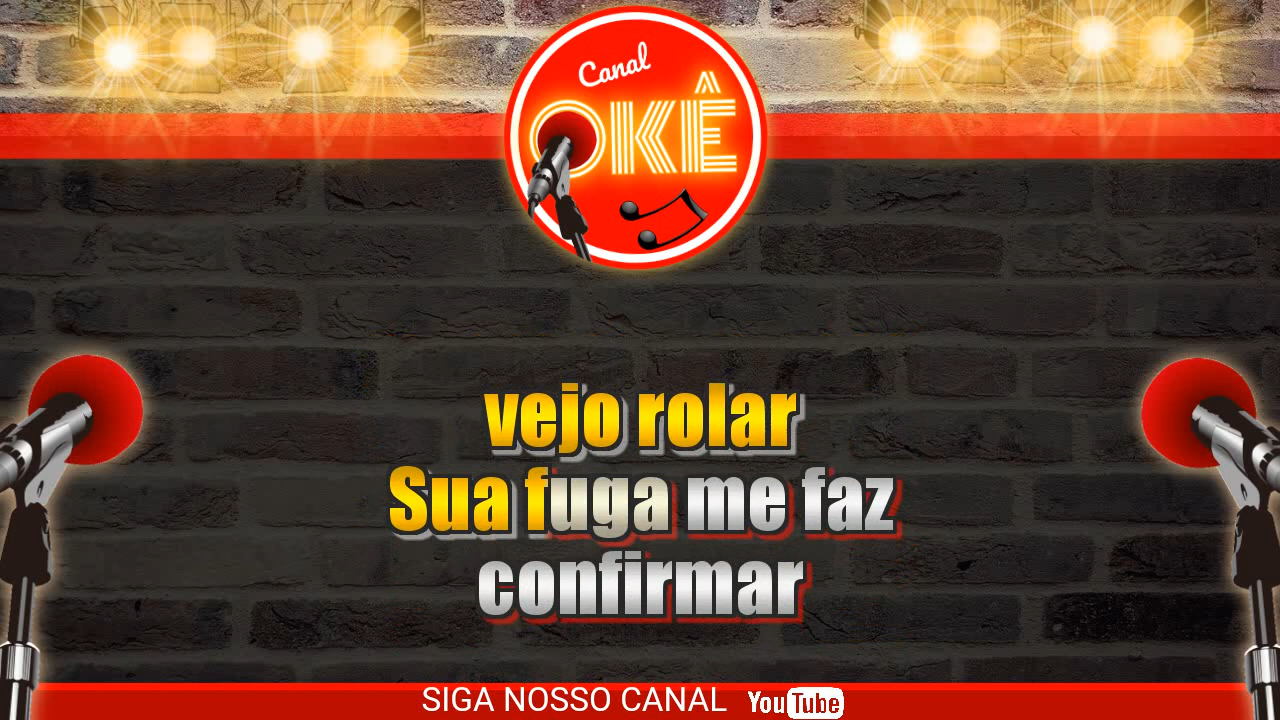 Canal
OKÊ
vejo rolar
Sua fuga me faz
confirmar
SIGA NOSSO CANAL YouTube